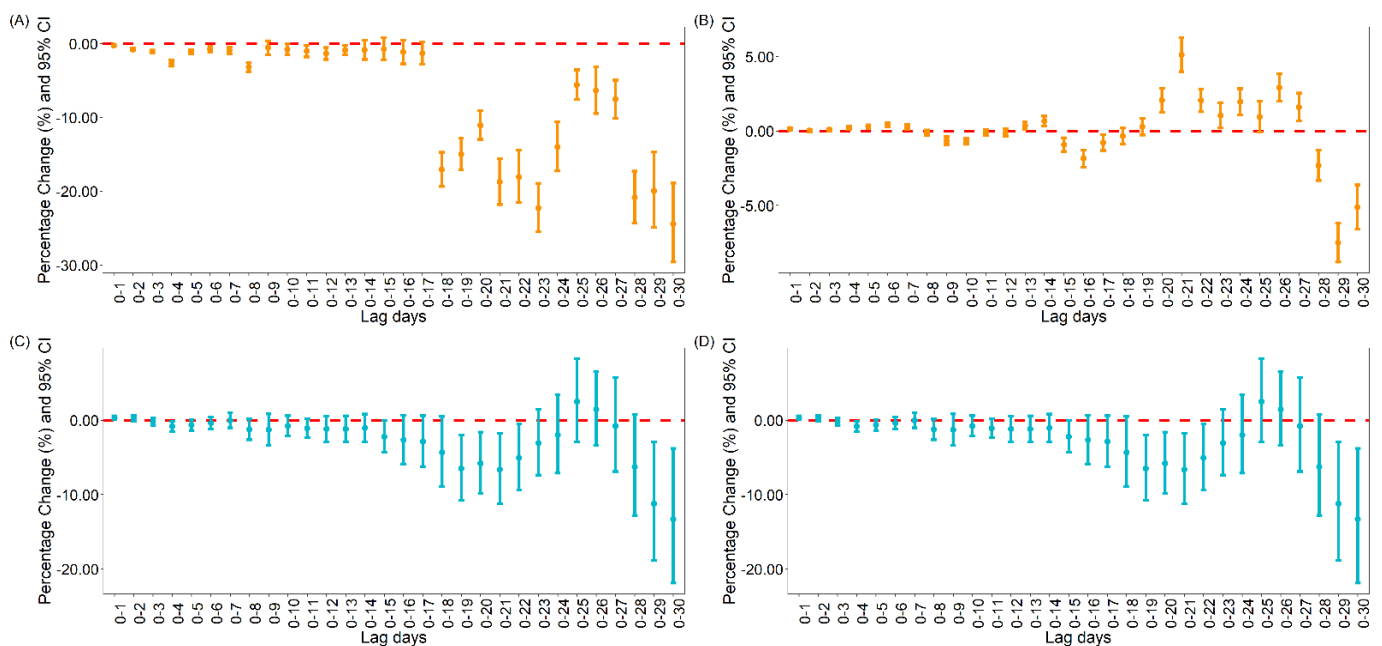 (A)
Percentage Change (%) and 95% CI
0.00
-10.00
-20.00
-30.00
0-1 0-2 0-3 0-4 0-5 0-6 0-7 0-8 0-9 0-10 0-11 0-12 0-13 0-14 0-15 0-16 0-17 0-18 0-19 0-20 0-21 0-22 0-23 0-24 0-25 0-26 0-27 0-28 0-29 0-30
Lag days
(B)
Percentage Change (%) and 95% CI
5.00
0.00
-5.00
0-1 0-2 0-3 0-4 0-5 0-6 0-7 0-8 0-9 0-10 0-11 0-12 0-13 0-14 0-15 0-16 0-17 0-18 0-19 0-20 0-21 0-22 0-23 0-24 0-25 0-26 0-27 0-28 0-29 0-30
Lag days
(C)
Percentage Change (%) and 95% CI
0.00
-10.00
-20.00
0-1 0-2 0-3 0-4 0-5 0-6 0-7 0-8 0-9 0-10 0-11 0-12 0-13 0-14 0-15 0-16 0-17 0-18 0-19 0-20 0-21 0-22 0-23 0-24 0-25 0-26 0-27 0-28 0-29 0-30
Lag days
(D)
Percentage Change (%) and 95% CI
0.00
-10.00
-20.00
0-1 0-2 0-3 0-4 0-5 0-6 0-7 0-8 0-9 0-10 0-11 0-12 0-13 0-14 0-15 0-16 0-17 0-18 0-19 0-20 0-21 0-22 0-23 0-24 0-25 0-26 0-27 0-28 0-29 0-30
Lag days